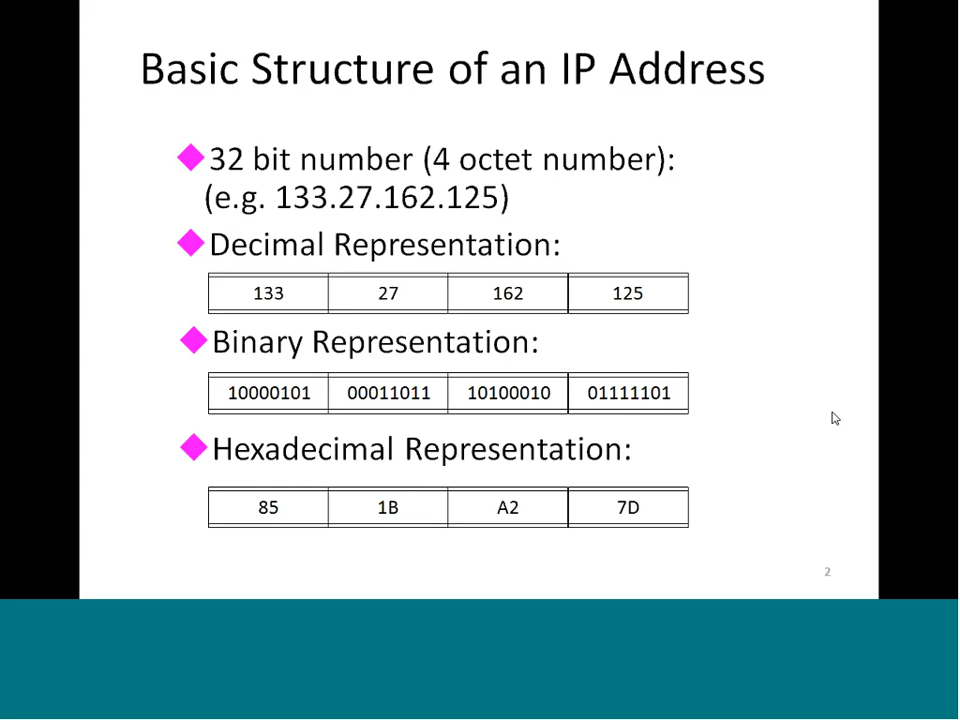 Basic Structure of an IP Address
32 bit number (4 octet number):
(e.g. 133.27.162.125)
Decimal Representation:
133 27 162 125
Binary Representation:
10000101 00011011 10100010 01111101
Hexadecimal Representation:
85 1B A2 7D
2